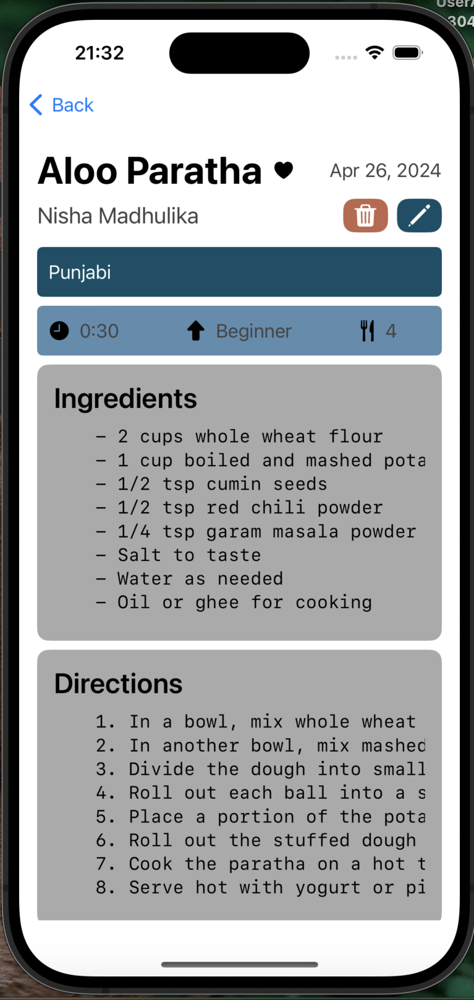 UserA
304
21:32
Back
Aloo Paratha
Apr 26, 2024
Nisha Madhulika
Punjabi
0:30 Beginner 4
Ingredients
- 2 cups whole wheat flour
- 1 cup boiled and mashed pota
- 1/2 tsp cumin seeds
- 1/2 tsp red chili powder
- 1/4 tsp garam masala powder
- Salt to taste
- Water as needed
- Oil or ghee for cooking
Directions
1. In a bowl, mix whole wheat
2. In another bowl, mix mashed
3. Divide the dough into small
4. Roll out each ball into a s
5. Place a portion of the pota
6. Roll out the stuffed dough
7. Cook the paratha on a hot t
8. Serve hot with yogurt or pi